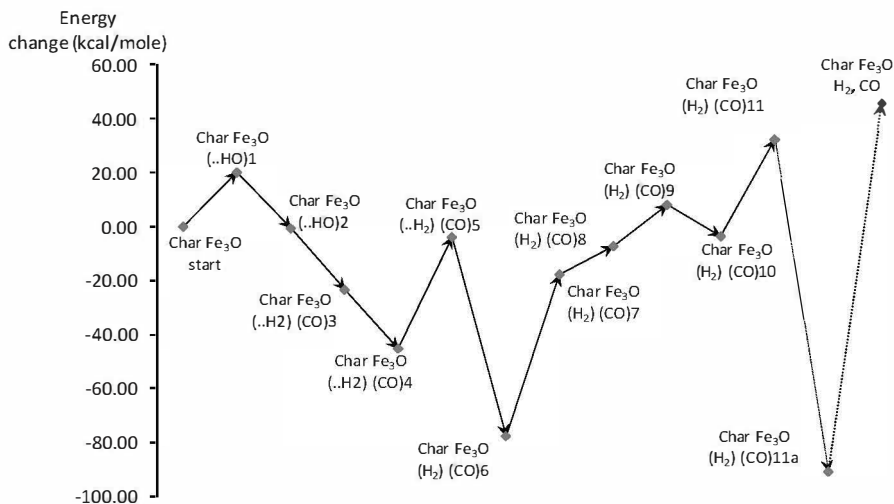 Energy
change (kcal/mole)
60.00
40.00
20.00
0.00
-20.00
-40.00
-60.00
-80.00
-100.00
Char Fe₃O
start
Char Fe₃O
(..HO)1
Char Fe₃O
(..HO)2
Char Fe₃O
(..H2) (CO)3
Char Fe₃O
(..H2) (CO)4
Char Fe₃O
(..H₂) (CO)5
Char Fe₃O
(H₂) (CO)6
Char Fe₃O
(H₂) (CO)8
Char Fe₃O
(H₂) (CO)7
Char Fe₃O
(H₂) (CO)9
Char Fe₃O
(H₂) (CO)10
Char Fe₃O
(H₂) (CO)11
Char Fe₃O
(H₂) (CO)11a
Char Fe₃O
H₂, CO